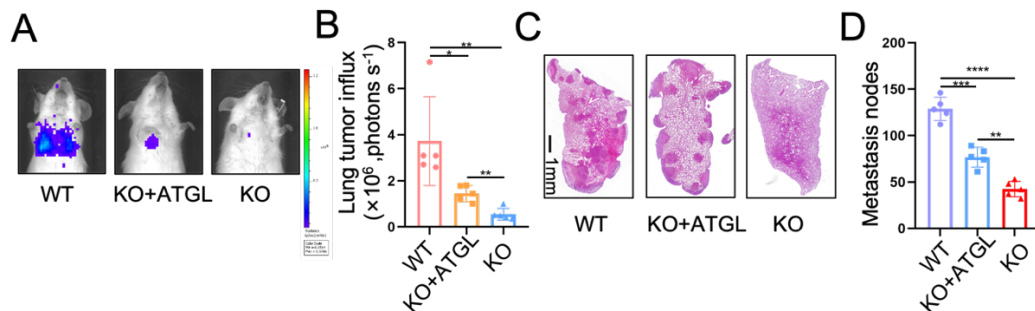 A
WT
KO+ATGL
KO
B
Lung tumor influx
(×10⁶, photons s⁻¹)
8
6
4
2
0
**
*
**
WT
KO+ATGL
KO
C
1mm
WT
KO+ATGL
KO
D
Metastasis nodes
200
150
100
50
0
****
***
**
WT
KO+ATGL
KO